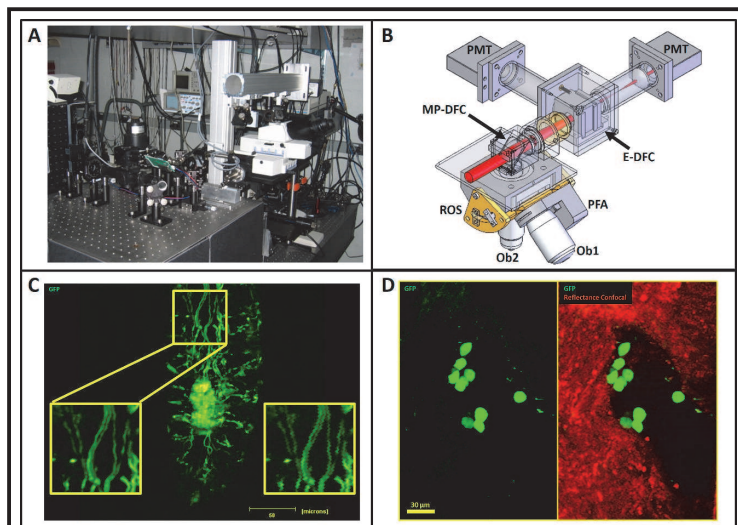 A
B
PMT
PMT
MP-DFC
E-DFC
ROS
PFA
Ob2
Ob1
C
GFP
50
[microns]
D
GFP
GFP
Reflectance Confocal
30 µm